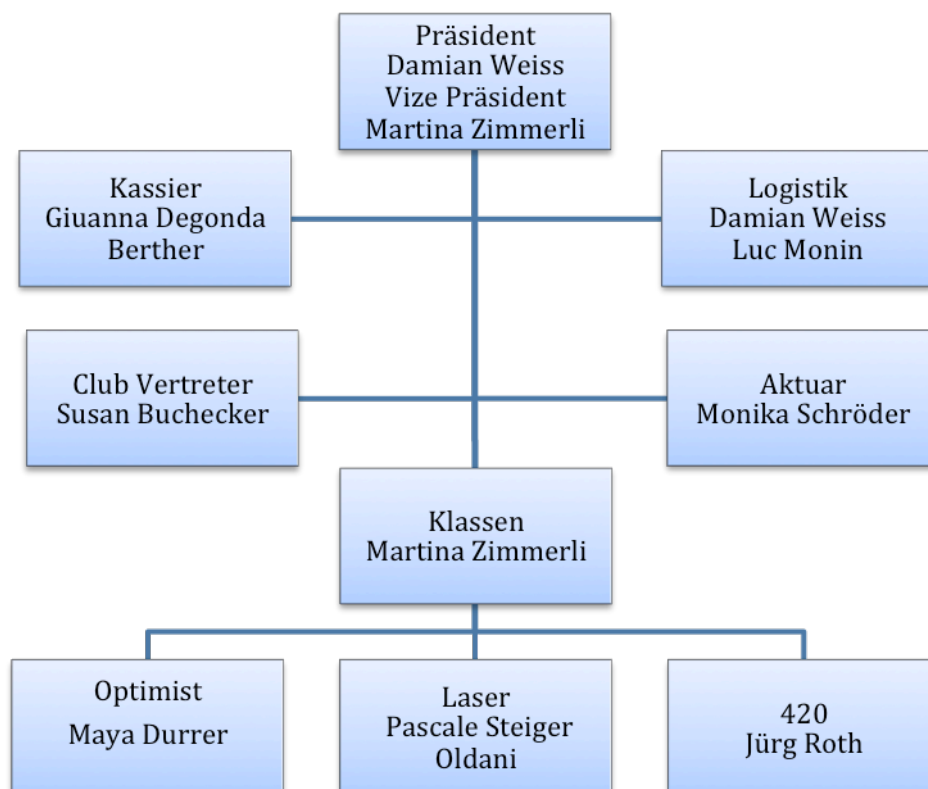 Präsident
Damian Weiss
Vize Präsident
Martina Zimmerli
Kassier
Giuanna Degonda
Berther
Logistik
Damian Weiss
Luc Monin
Club Vertreter
Susan Buchecker
Aktuar
Monika Schröder
Klassen
Martina Zimmerli
Optimist
Maya Durrer
Laser
Pascale Steiger
Oldani
420
Jürg Roth